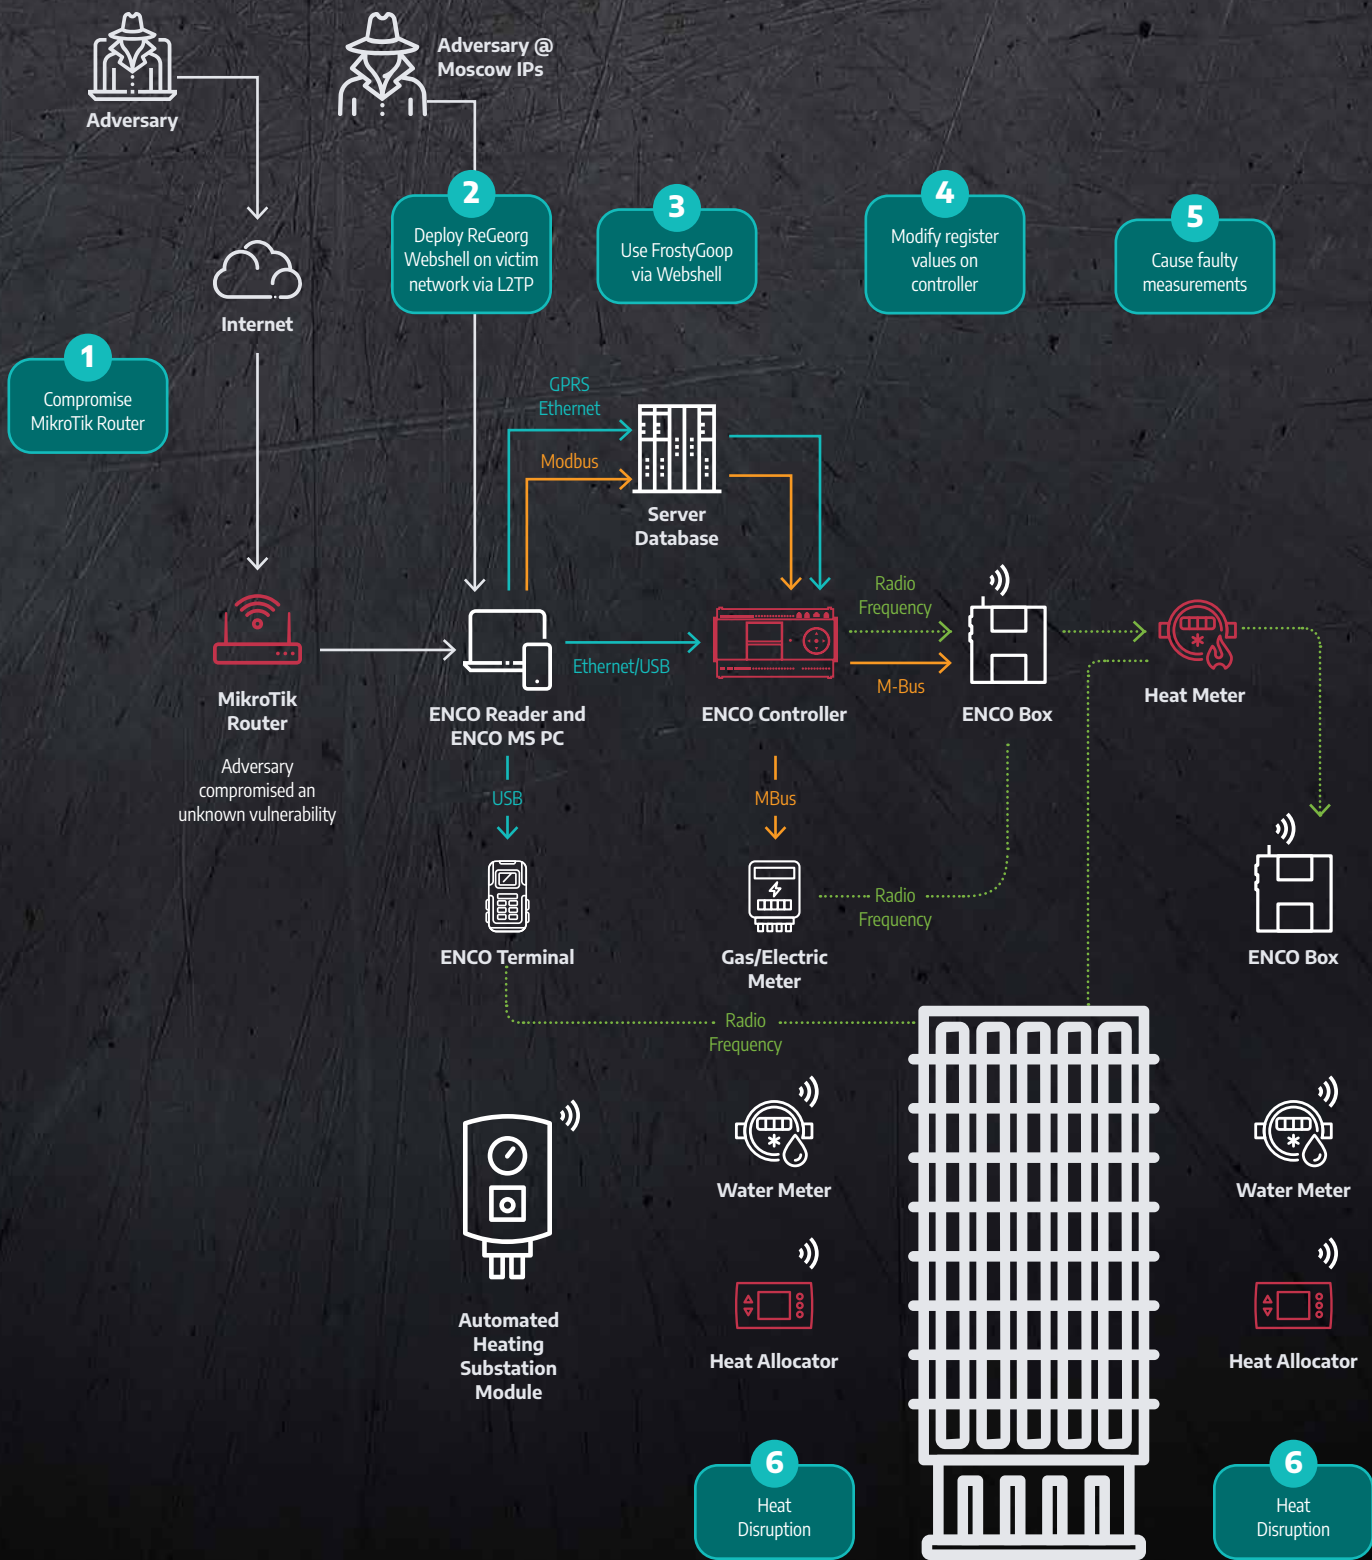 Adversary
Adversary @
Moscow IPs
Internet
1
Compromise
MikroTik Router
2
Deploy ReGeorg
Webshell on victim
network via L2TP
3
Use FrostyGoop
via Webshell
4
Modify register
values on
controller
5
Cause faulty
measurements
GPRS
Ethernet
Modbus
Server
Database
MikroTik
Router
Adversary
compromised an
unknown vulnerability
ENCO Reader and
ENCO MS PC
Ethernet/USB
ENCO Controller
Radio
Frequency
M-Bus
ENCO Box
Heat Meter
USB
ENCO Terminal
MBus
Gas/Electric
Meter
Radio
Frequency
ENCO Box
Radio
Frequency
Automated
Heating
Substation
Module
Water Meter
Heat Allocator
6
Heat
Disruption
Water Meter
Heat Allocator
6
Heat
Disruption